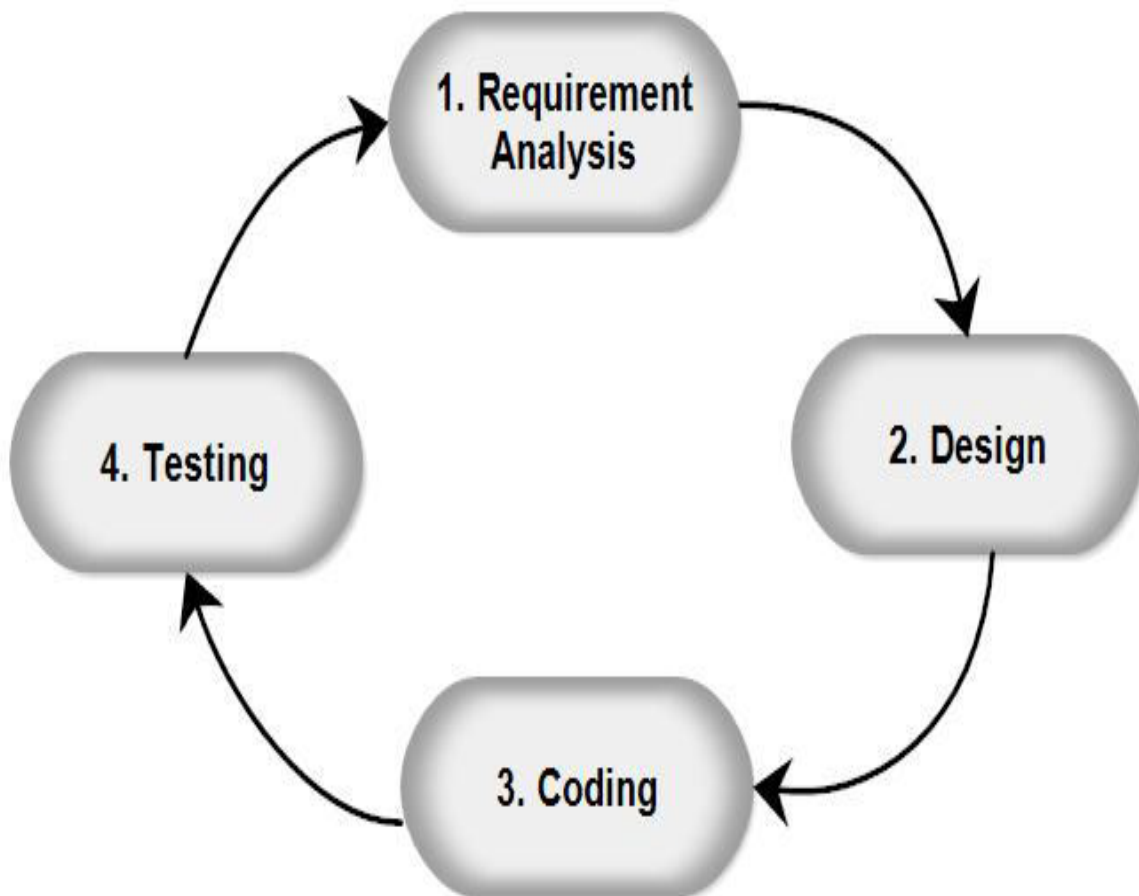 1. Requirement
Analysis
2. Design
3. Coding
4. Testing